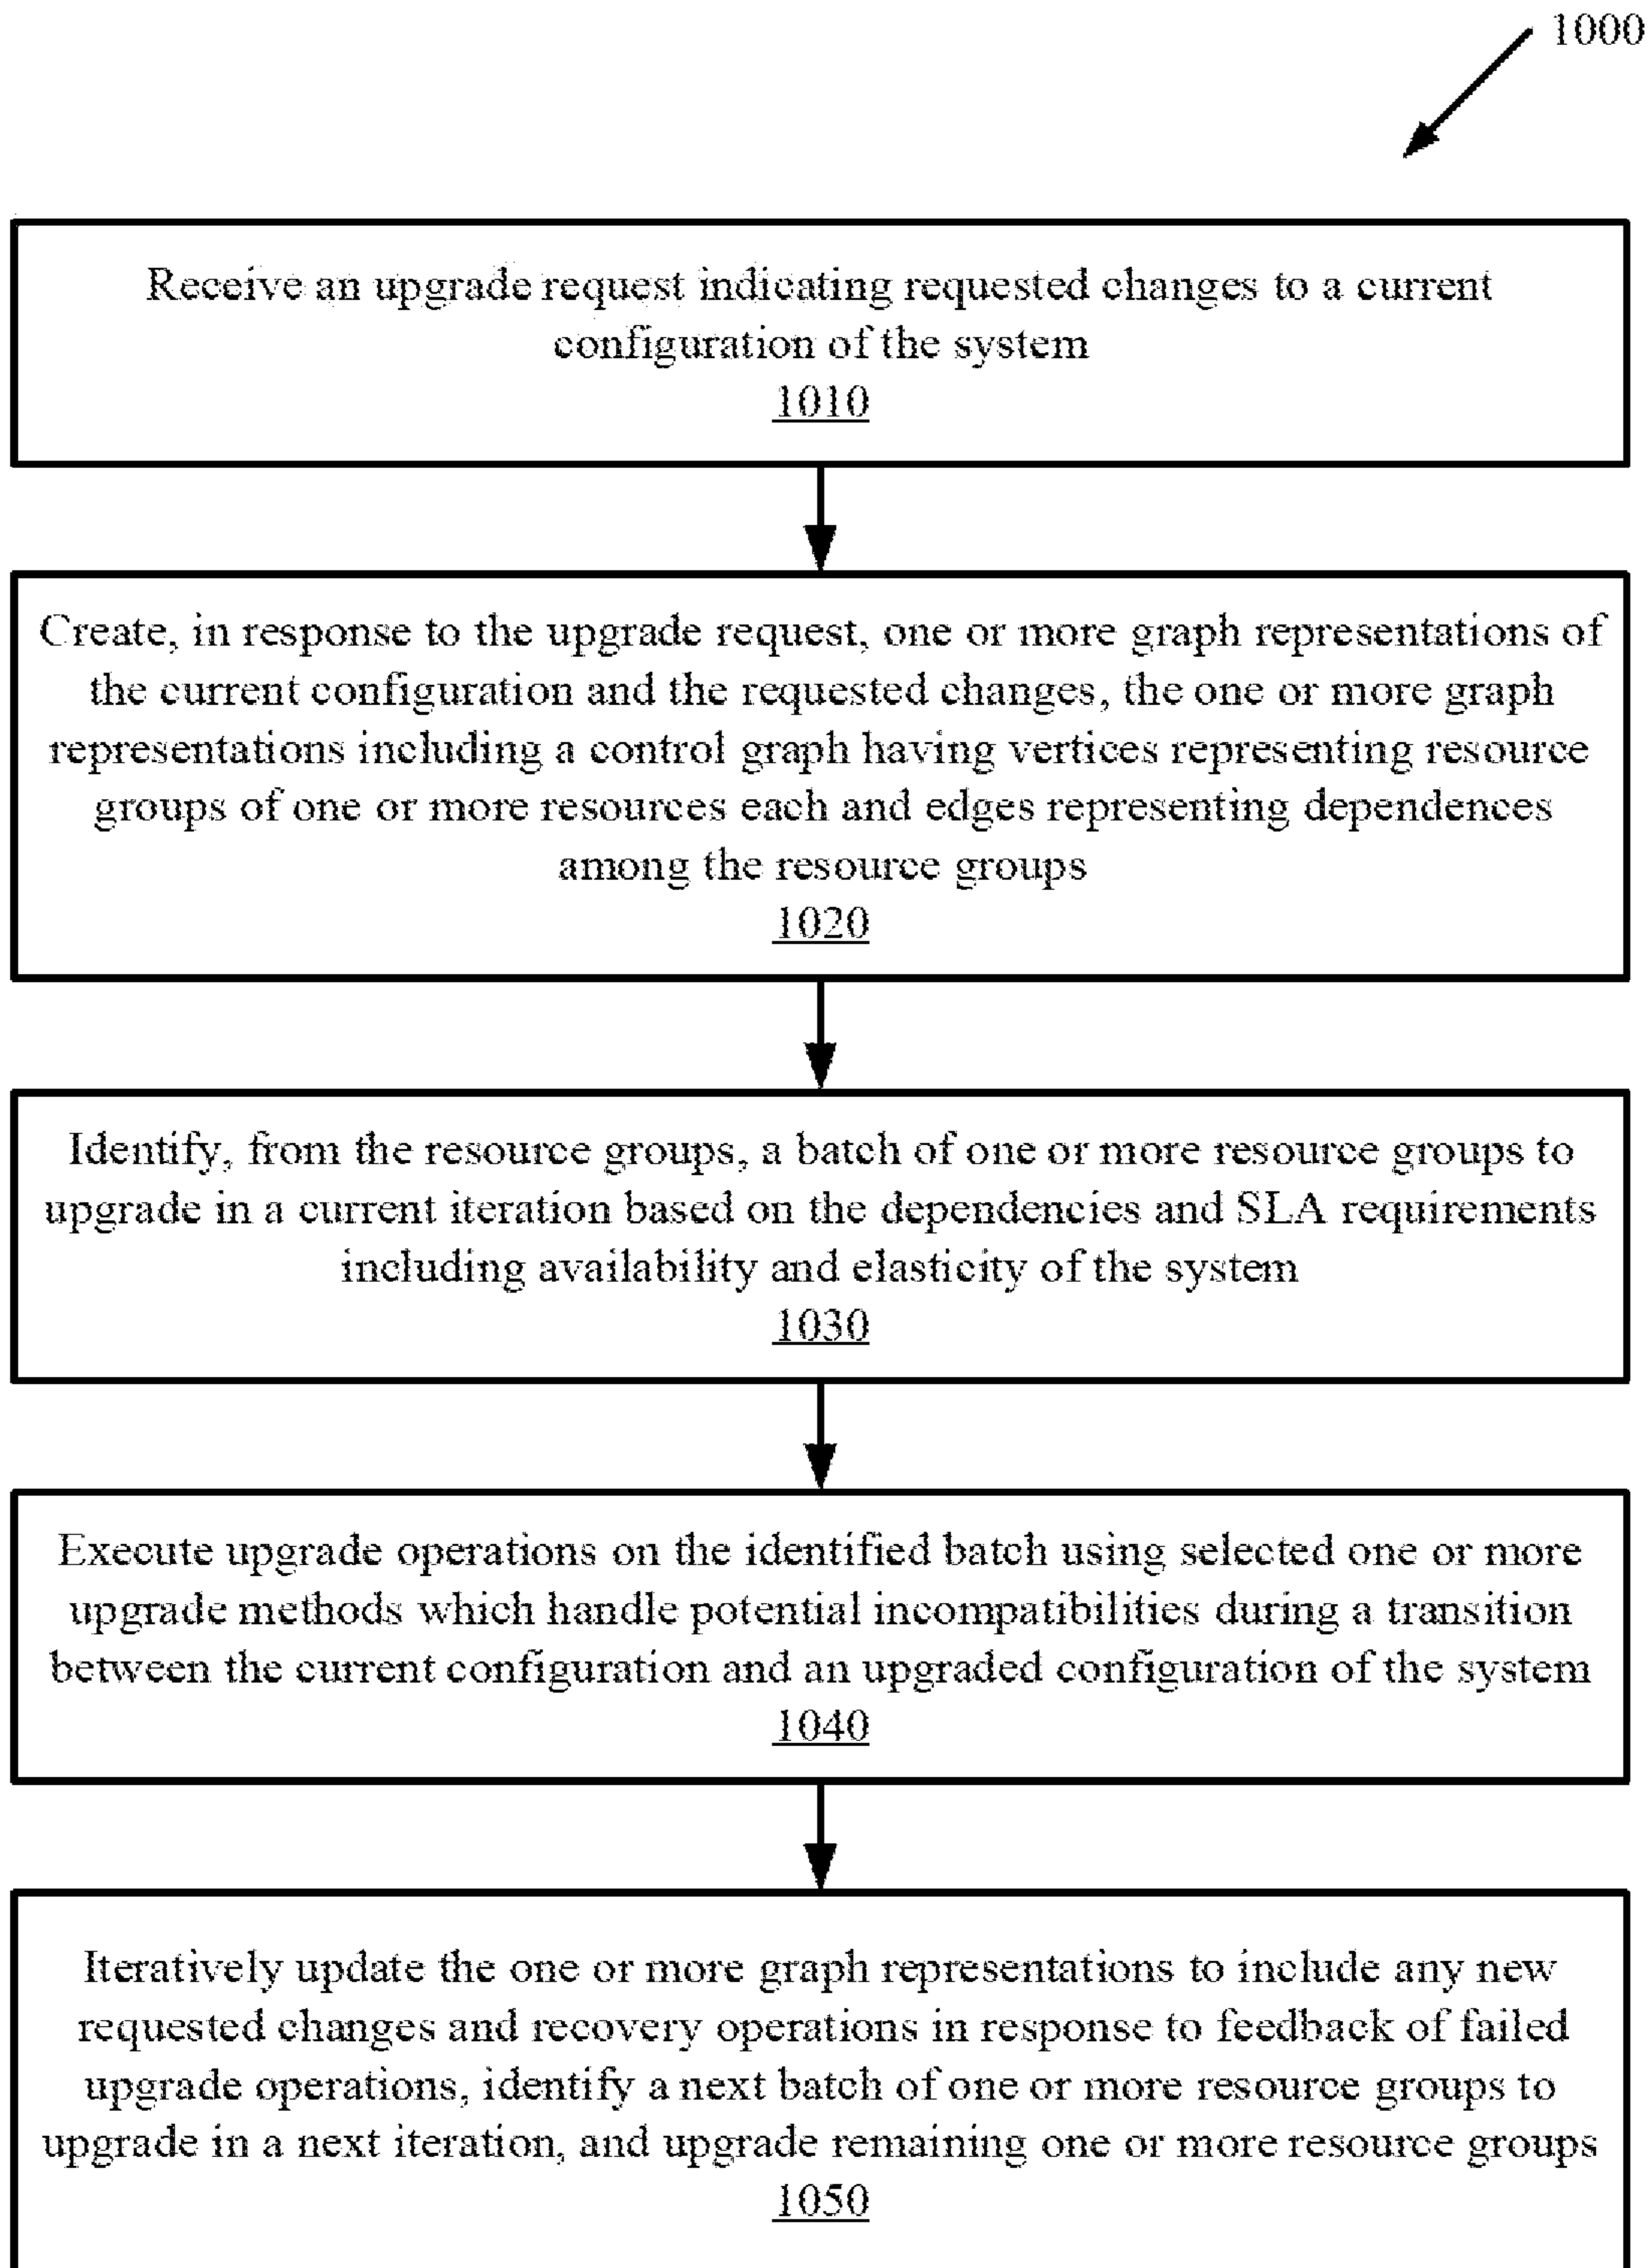 1000
Receive an upgrade request indicating requested changes to a current
configuration of the system
1010
Create, in response to the upgrade request, one or more graph representations of
the current configuration and the requested changes, the one or more graph
representations including a control graph having vertices representing resource
groups of one or more resources each and edges representing dependences
among the resource groups
1020
Identify, from the resource groups, a batch of one or more resource groups to
upgrade in a current iteration based on the dependencies and SLA requirements
including availability and elasticity of the system
1030
Execute upgrade operations on the identified batch using selected one or more
upgrade methods which handle potential incompatibilities during a transition
between the current configuration and an upgraded configuration of the system
1040
Iteratively update the one or more graph representations to include any new
requested changes and recovery operations in response to feedback of failed
upgrade operations, identify a next batch of one or more resource groups to
upgrade in a next iteration, and upgrade remaining one or more resource groups
1050